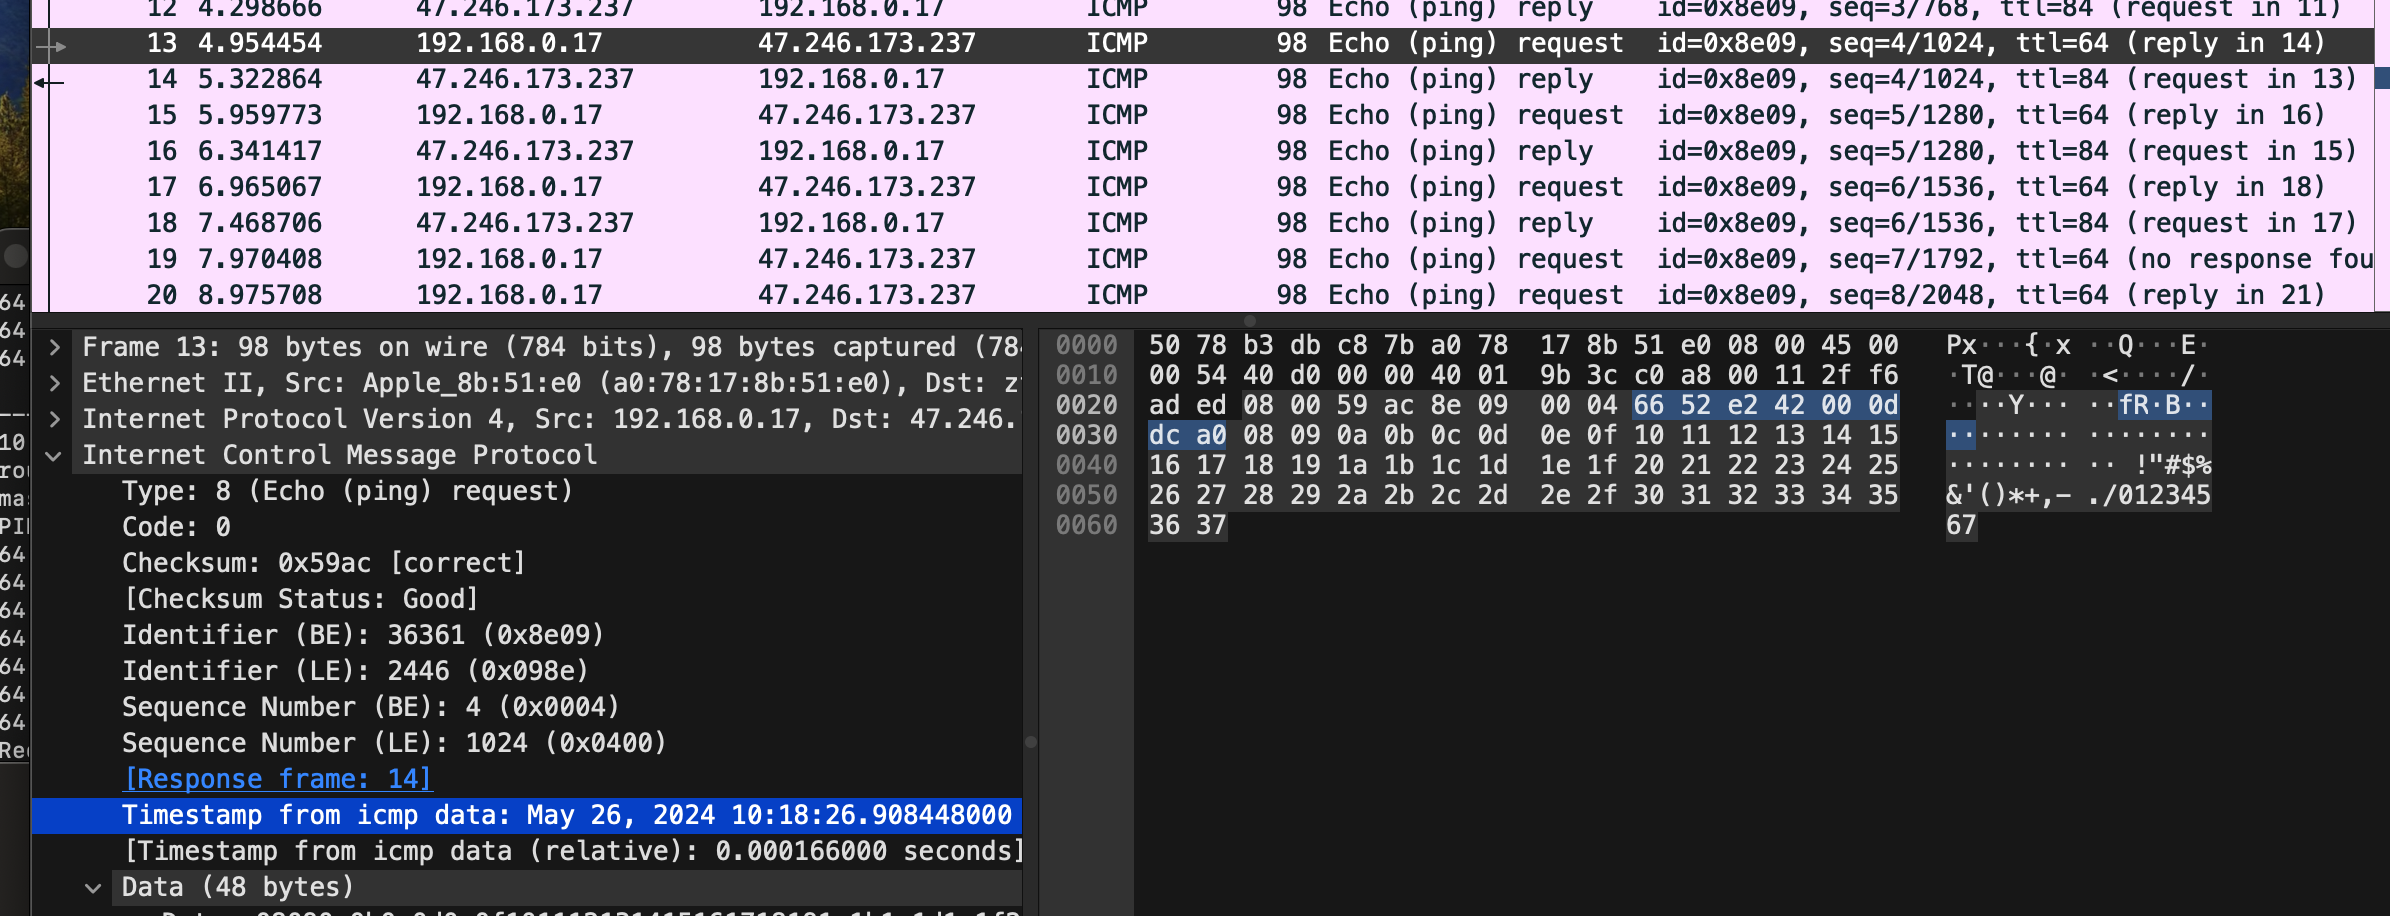 12 4.298666 47.246.173.237 192.168.0.17 ICMP 98 Echo (ping) reply id=0x8e09, seq=3/768, ttl=84 (request in 11)
13 4.954454 192.168.0.17 47.246.173.237 ICMP 98 Echo (ping) request id=0x8e09, seq=4/1024, ttl=64 (reply in 14)
14 5.322864 47.246.173.237 192.168.0.17 ICMP 98 Echo (ping) reply id=0x8e09, seq=4/1024, ttl=84 (request in 13)
15 5.959773 192.168.0.17 47.246.173.237 ICMP 98 Echo (ping) request id=0x8e09, seq=5/1280, ttl=64 (reply in 16)
16 6.341417 47.246.173.237 192.168.0.17 ICMP 98 Echo (ping) reply id=0x8e09, seq=5/1280, ttl=84 (request in 15)
17 6.965067 192.168.0.17 47.246.173.237 ICMP 98 Echo (ping) request id=0x8e09, seq=6/1536, ttl=64 (reply in 18)
18 7.468706 47.246.173.237 192.168.0.17 ICMP 98 Echo (ping) reply id=0x8e09, seq=6/1536, ttl=84 (request in 17)
19 7.970408 192.168.0.17 47.246.173.237 ICMP 98 Echo (ping) request id=0x8e09, seq=7/1792, ttl=64 (no response fou
20 8.975708 192.168.0.17 47.246.173.237 ICMP 98 Echo (ping) request id=0x8e09, seq=8/2048, ttl=64 (reply in 21)
64
64
64
10
rou
mas
PIN
64
64
64
64
64
64
64
Req
Frame 13: 98 bytes on wire (784 bits), 98 bytes captured (784
Ethernet II, Src: Apple_8b:51:e0 (a0:78:17:8b:51:e0), Dst: z
Internet Protocol Version 4, Src: 192.168.0.17, Dst: 47.246.
Internet Control Message Protocol
Type: 8 (Echo (ping) request)
Code: 0
Checksum: 0x59ac [correct]
[Checksum Status: Good]
Identifier (BE): 36361 (0x8e09)
Identifier (LE): 2446 (0x098e)
Sequence Number (BE): 4 (0x0004)
Sequence Number (LE): 1024 (0x0400)
[Response frame: 14]
Timestamp from icmp data: May 26, 2024 10:18:26.908448000
[Timestamp from icmp data (relative): 0.000166000 seconds]
Data (48 bytes)
0000 50 78 b3 db c8 7b a0 78 17 8b 51 e0 08 00 45 00 Px···{·x ··Q···E·
0010 00 54 40 d0 00 00 40 01 9b 3c c0 a8 00 11 2f f6 ·T@···@· ·<····/·
0020 ad ed 08 00 59 ac 8e 09 00 04 66 52 e2 42 00 0d ····Y··· ··fR·B··
0030 dc a0 08 09 0a 0b 0c 0d 0e 0f 10 11 12 13 14 15 ········ ········
0040 16 17 18 19 1a 1b 1c 1d 1e 1f 20 21 22 23 24 25 ········ ·· !"#$%
0050 26 27 28 29 2a 2b 2c 2d 2e 2f 30 31 32 33 34 35 &'()*+,- ./012345
0060 36 37 67